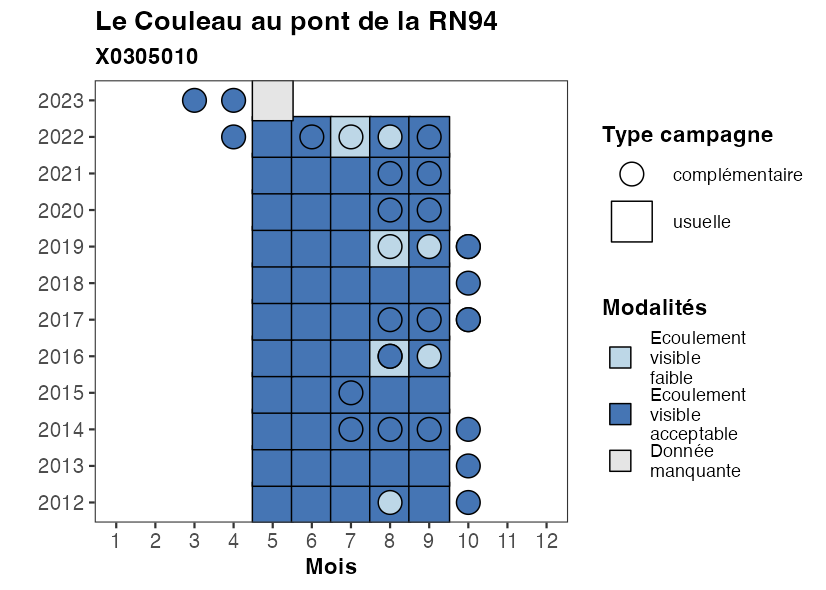 Le Couleau au pont de la RN94
X0305010
2023
2022
2021
2020
2019
2018
2017
2016
2015
2014
2013
2012
1 2 3 4 5 6 7 8 9 10 11 12
Mois
Type campagne
complémentaire
usuelle
Modalités
Ecoulement
visible
faible
Ecoulement
visible
acceptable
Donnée
manquante